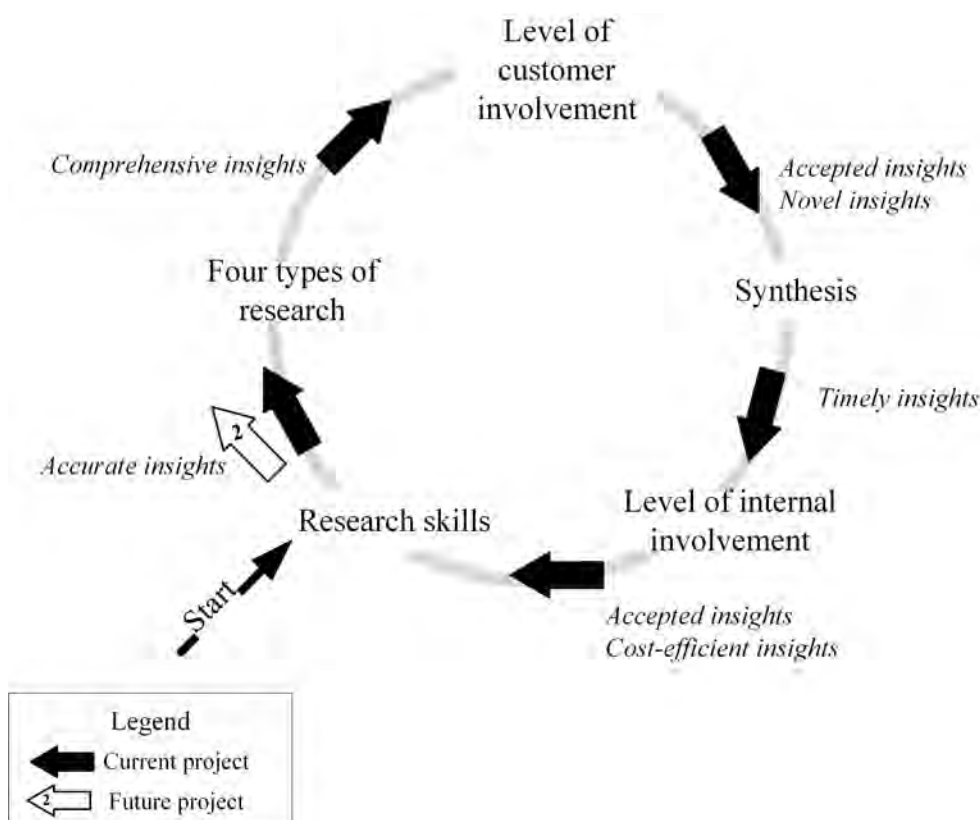 Level of
customer
involvement
Comprehensive insights
Accepted insights
Novel insights
Four types of
research
Synthesis
Timely insights
2
Accurate insights
Level of internal
involvement
Research skills
Start
Accepted insights
Cost-efficient insights
Legend
Current project
2 Future project